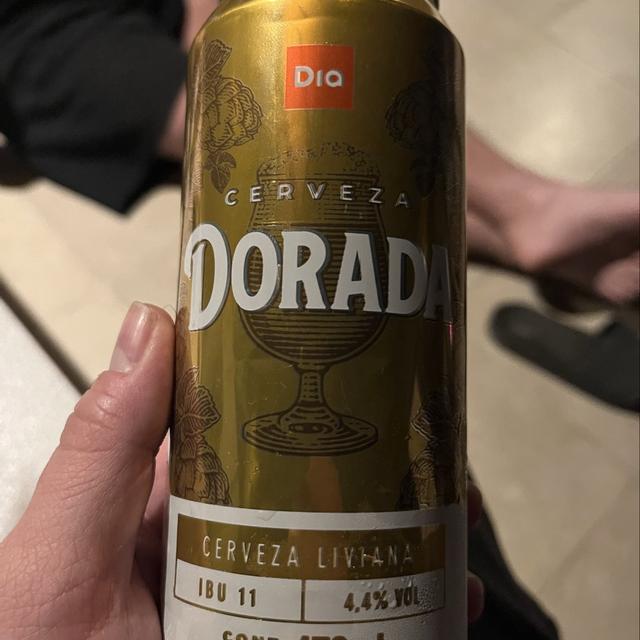 Dia
CERVEZA
DORADA
CERVEZA LIVIANA
IBU 11
4,4% VOL